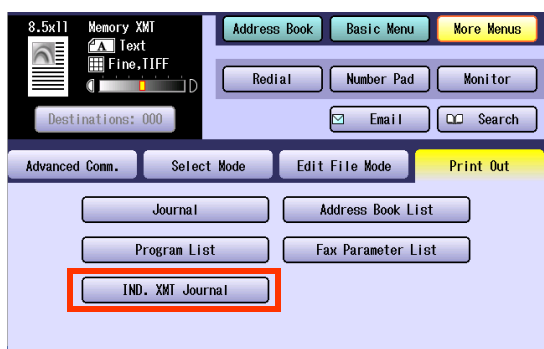 8.5x11 Memory XMT
A Text
Fine,TIFF
D
Destinations: 000
Address Book Basic Menu More Menus
Redial Number Pad Monitor
Email Search
Advanced Comm. Select Mode Edit File Mode Print Out
Journal Address Book List
Program List Fax Parameter List
IND. XMT Journal